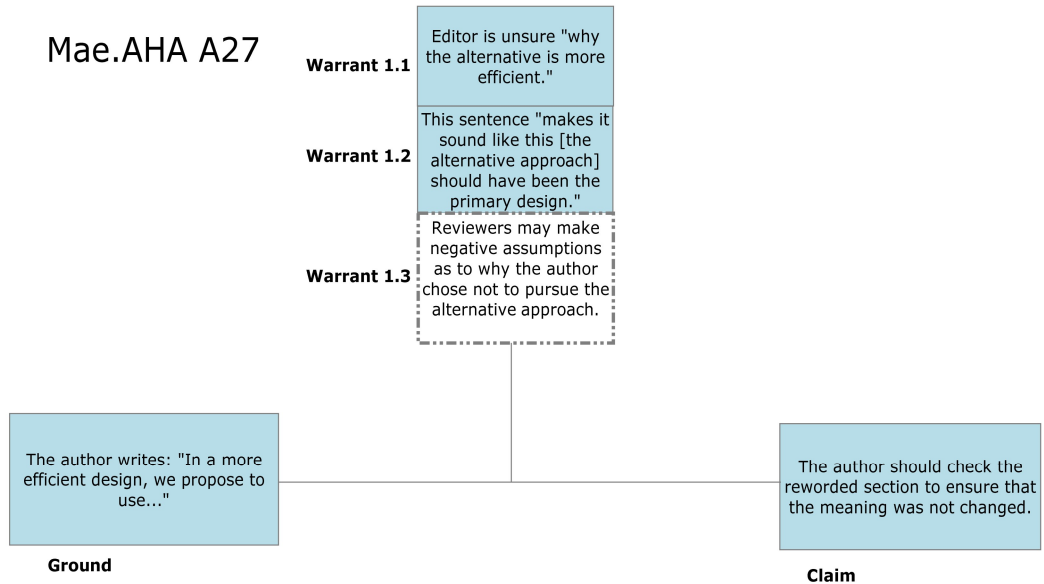 Mae.AHA A27
Warrant 1.1
Editor is unsure "why
the alternative is more
efficient."
Warrant 1.2
This sentence "makes it
sound like this [the
alternative approach]
should have been the
primary design."
Warrant 1.3
Reviewers may make
negative assumptions
as to why the author
chose not to pursue the
alternative approach.
The author writes: "In a more
efficient design, we propose to
use..."
Ground
The author should check the
reworded section to ensure that
the meaning was not changed.
Claim